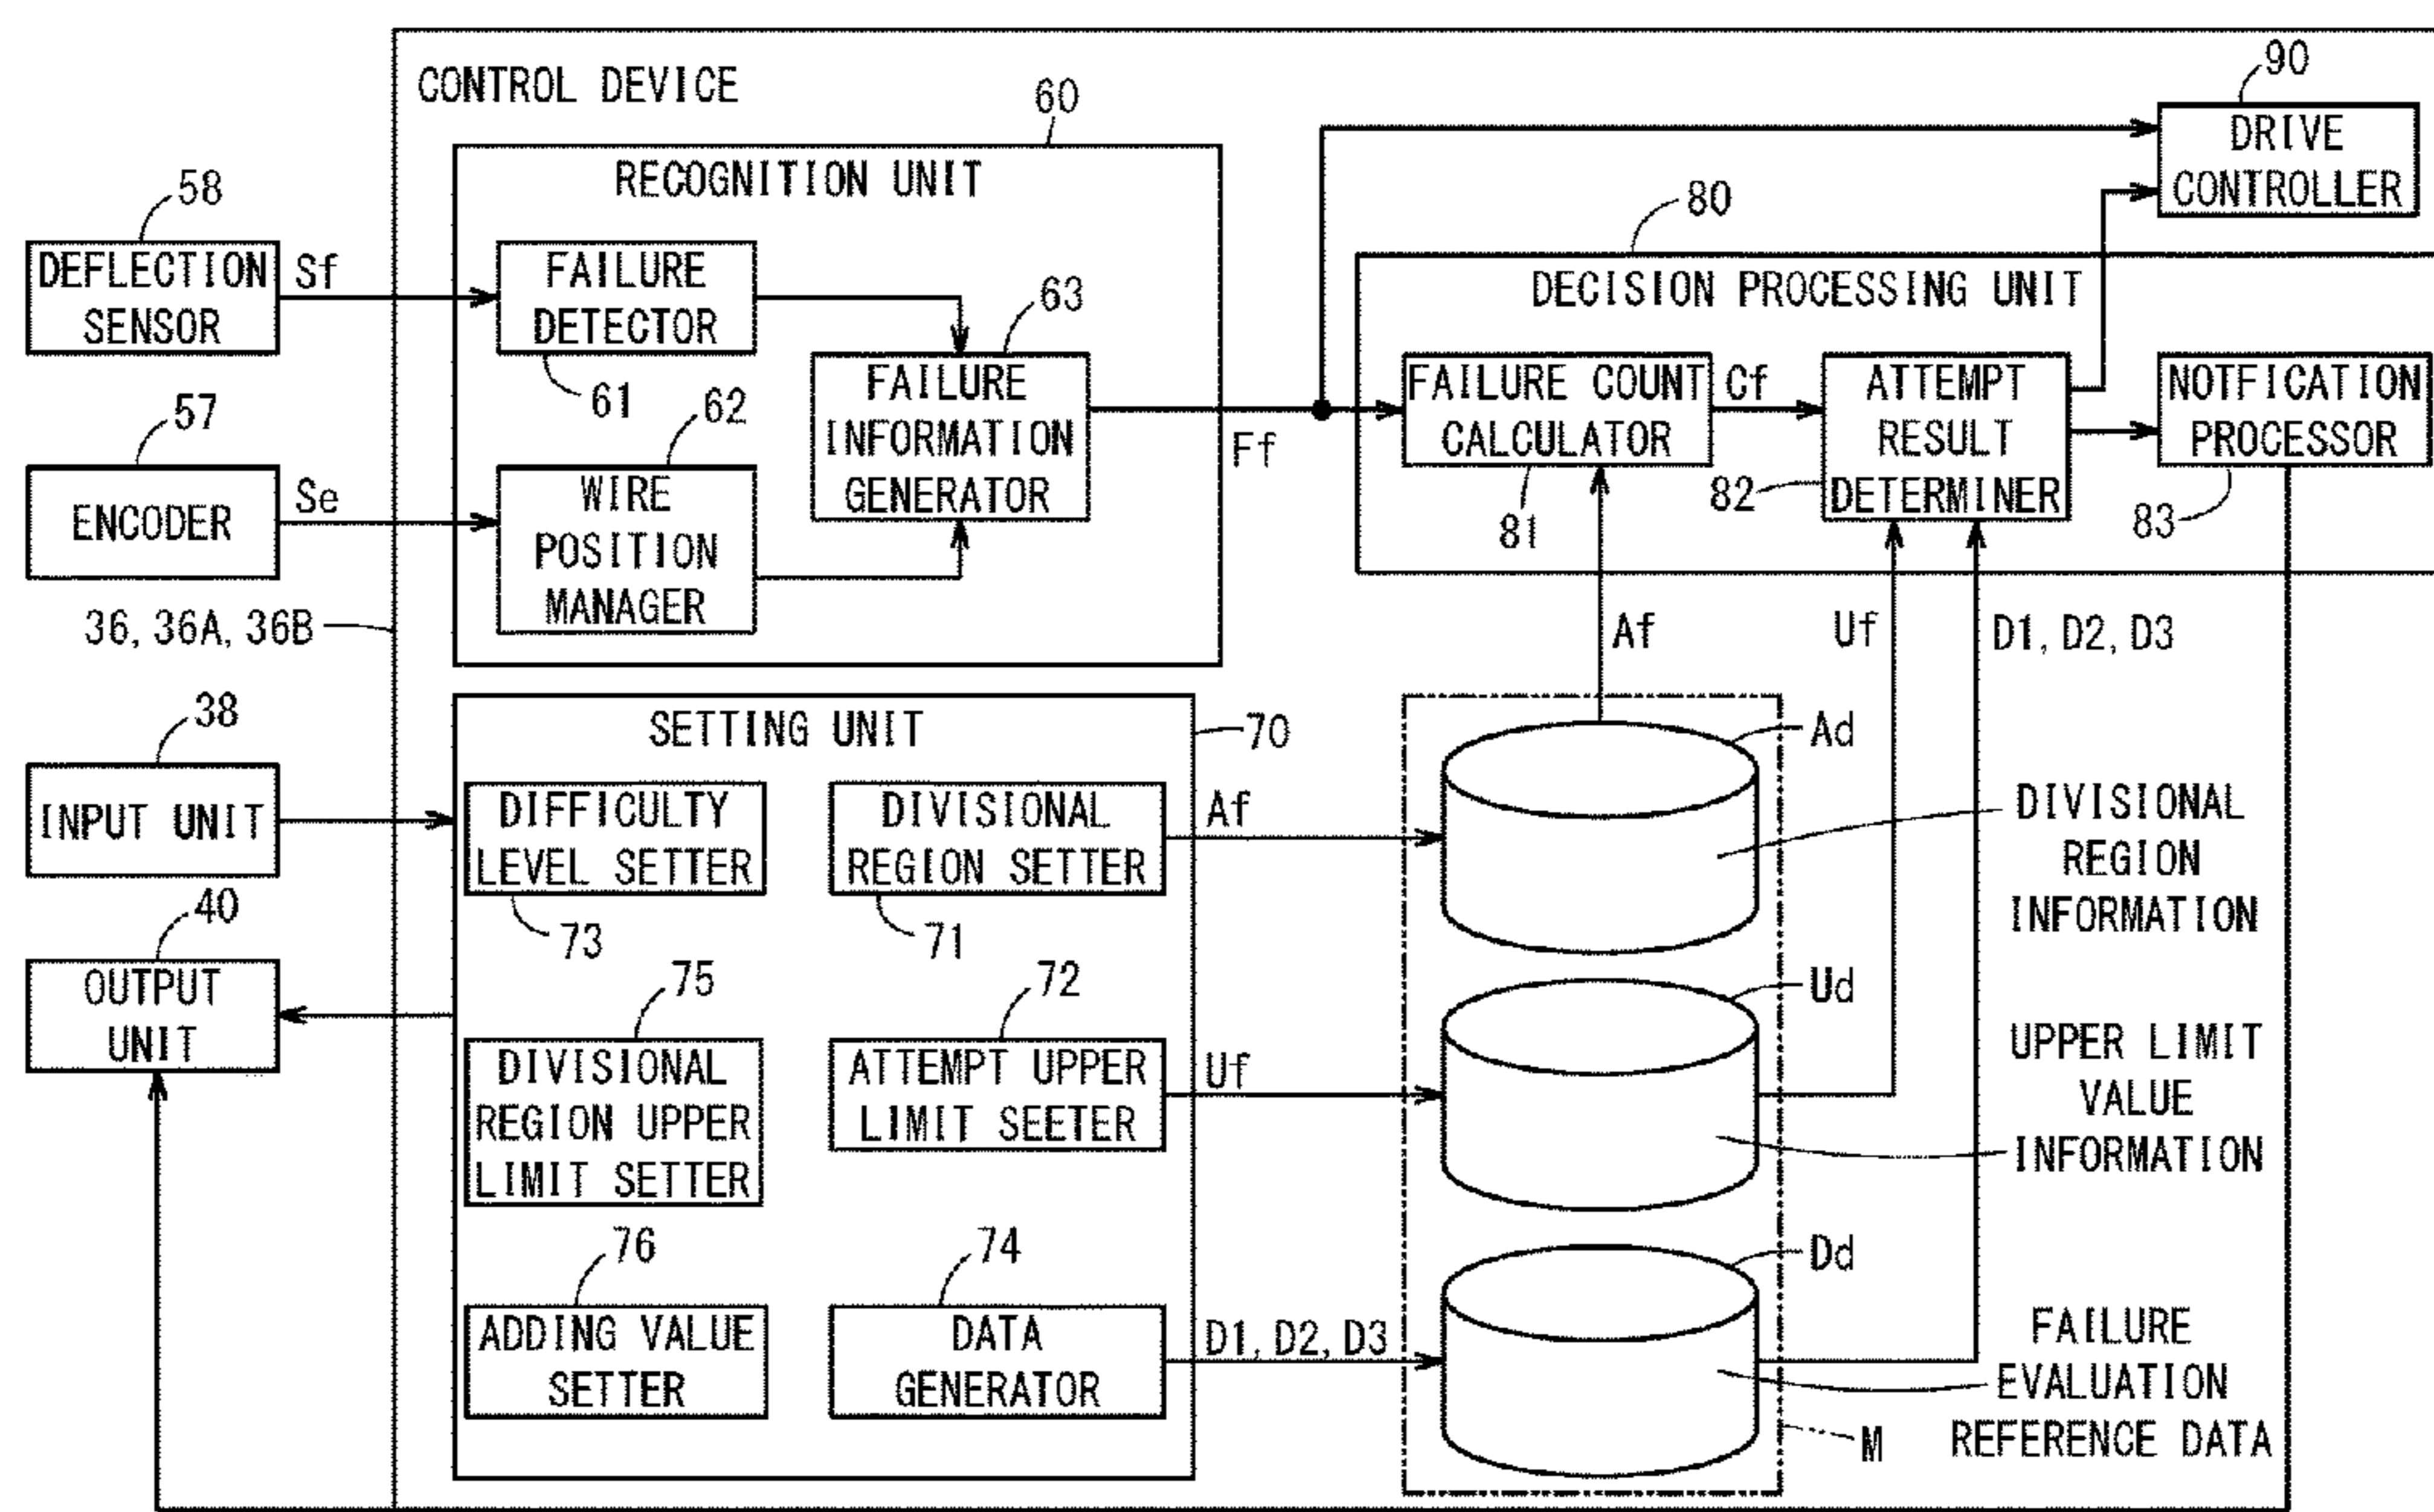 CONTROL DEVICE
60
90
DRIVE
CONTROLLER
RECOGNITION UNIT
58
DEFLECTION
SENSOR
Sf
FAILURE
DETECTOR
61
63
FAILURE
INFORMATION
GENERATOR
57
ENCODER
Se
62
WIRE
POSITION
MANAGER
36, 36A, 36B
Ff
80
DECISION PROCESSING UNIT
FAILURE COUNT
CALCULATOR
81
Cf
ATTEMPT
RESULT
DETERMINER
82
NOTFICATION
PROCESSOR
83
Af
Uf
D1, D2, D3
38
INPUT UNIT
40
OUTPUT
UNIT
SETTING UNIT
70
DIFFICULTY
LEVEL SETTER
73
DIVISIONAL
REGION SETTER
71
Af
75
DIVISIONAL
REGION UPPER
LIMIT SETTER
72
ATTEMPT UPPER
LIMIT SEETER
Uf
76
ADDING VALUE
SETTER
74
DATA
GENERATOR
D1, D2, D3
Ad
DIVISIONAL
REGION
INFORMATION
Ud
UPPER LIMIT
VALUE
INFORMATION
Dd
FAILURE
EVALUATION
REFERENCE DATA
M